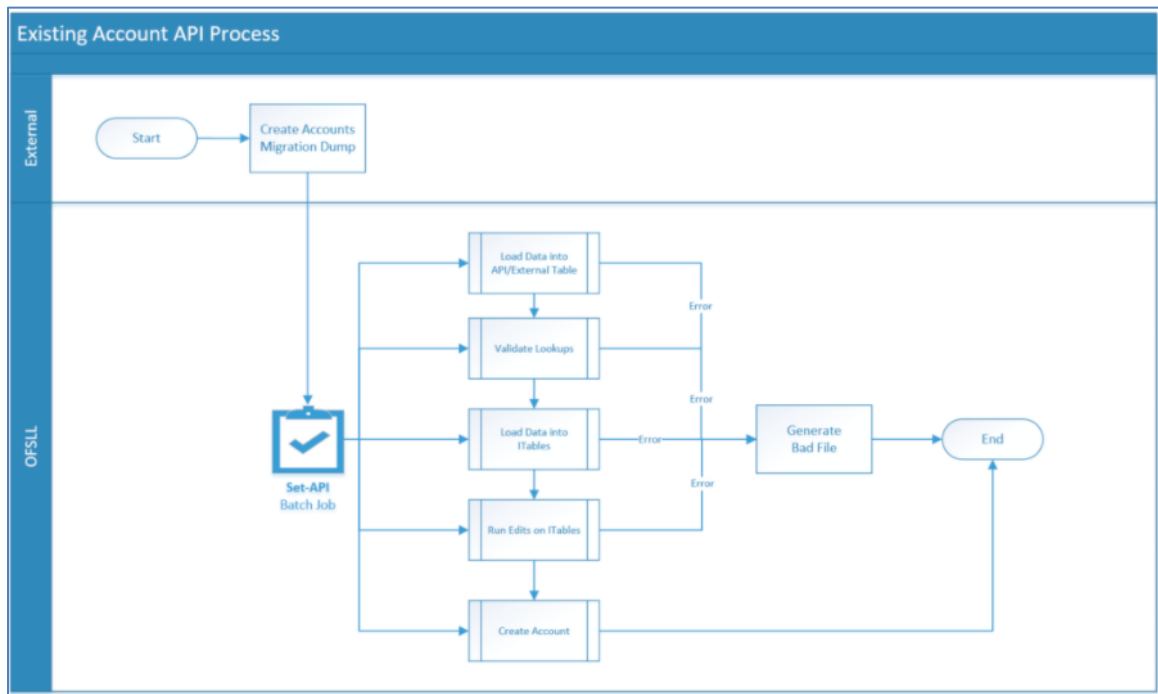 Existing Account API Process
External
Start
Create Accounts
Migration Dump
OFSLL
Load Data into
API/External Table
Error
Validate Lookups
Error
Set-API
Batch Job
Load Data into
ITables
Error
Generate
Bad File
End
Error
Run Edits on ITables
Create Account